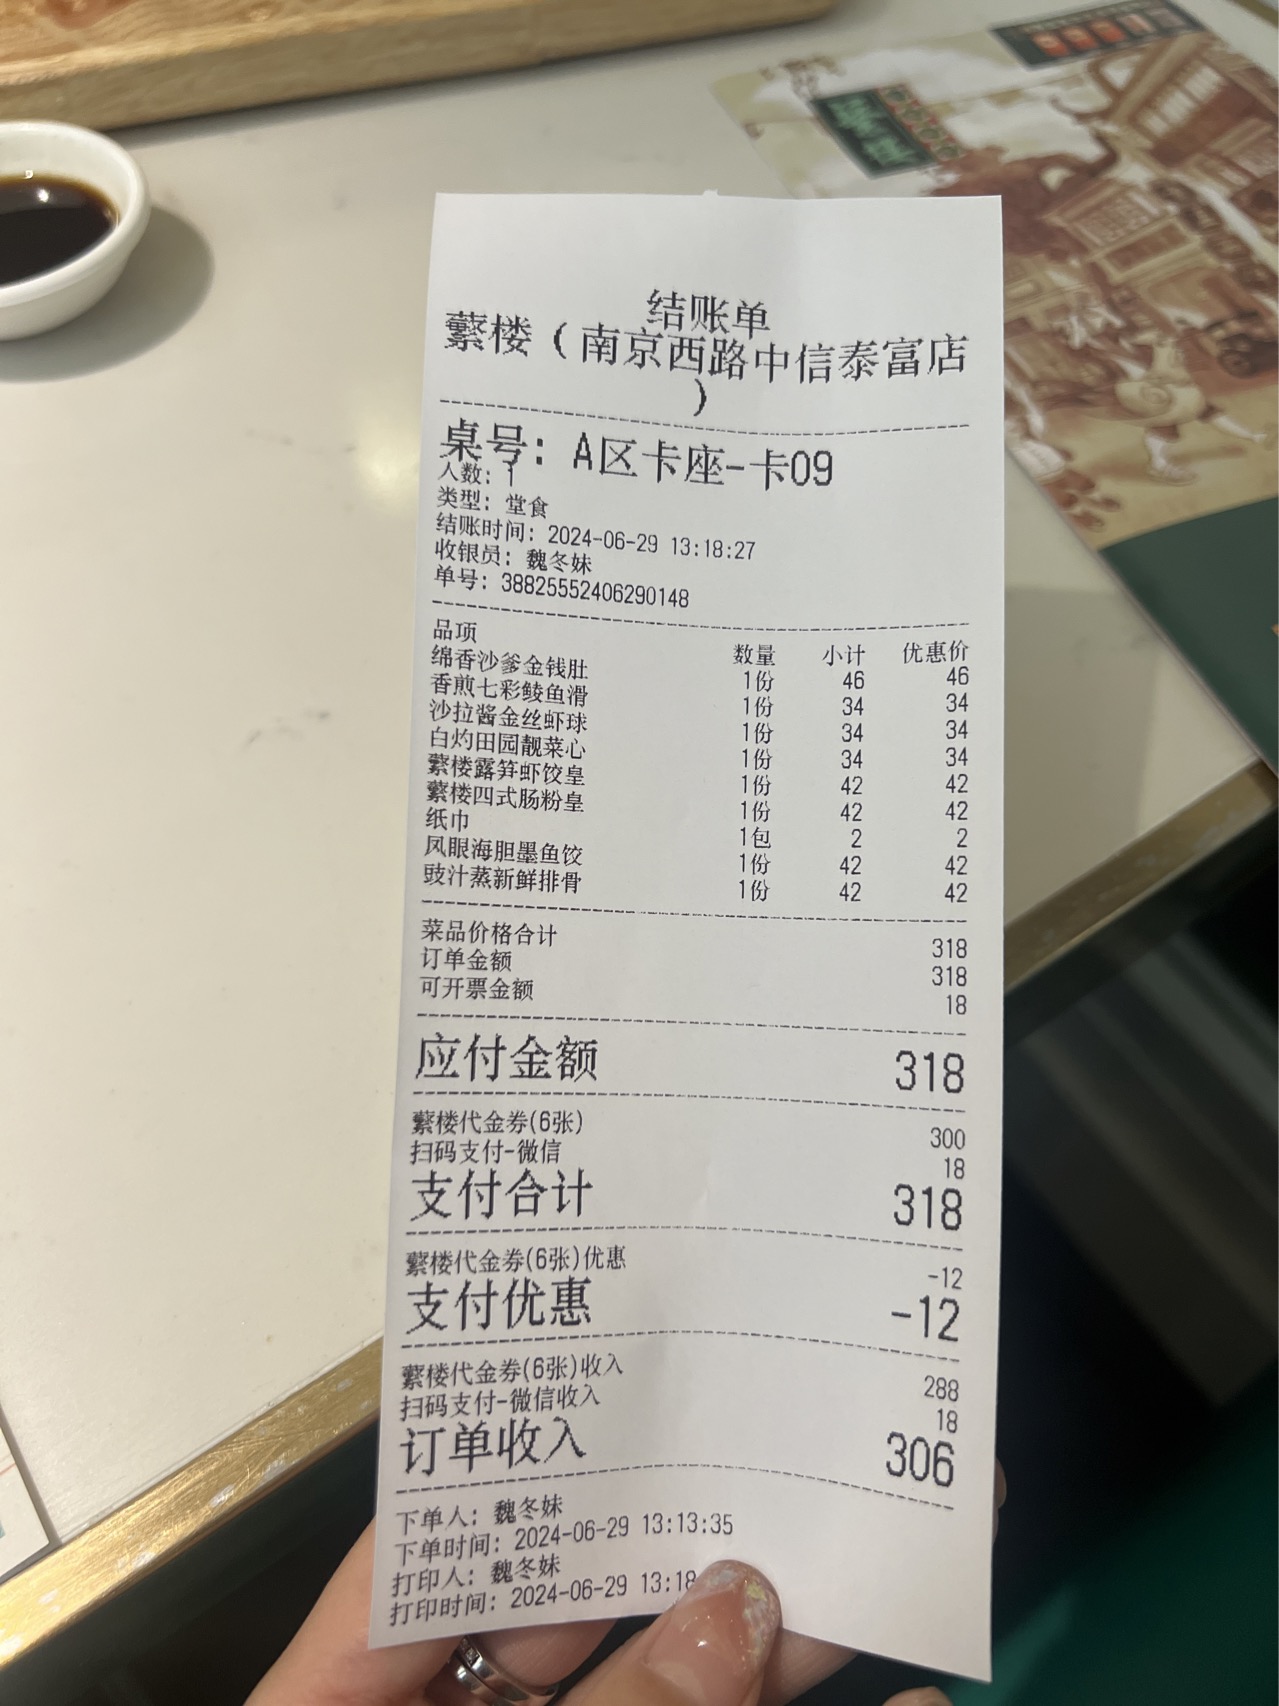 结账单
蘩楼（南京西路中信泰富店
）
桌号：A区卡座-卡09
人数：1
类型：堂食
结账时间：2024-06-29 13:18:27
收银员：魏冬妹
单号：38825552406290148
品项 数量 小计 优惠价
绵香沙爹金钱肚 1份 46 46
香煎七彩鲮鱼滑 1份 34 34
沙拉酱金丝虾球 1份 34 34
白灼田园靓菜心 1份 34 34
蘩楼露笋虾饺皇 1份 42 42
蘩楼四式肠粉皇 1份 42 42
纸巾 1包 2 2
凤眼海胆墨鱼饺 1份 42 42
豉汁蒸新鲜排骨 1份 42 42
菜品价格合计 318
订单金额 318
可开票金额 18
应付金额 318
蘩楼代金券(6张) 300
扫码支付-微信 18
支付合计 318
蘩楼代金券(6张)优惠 -12
支付优惠 -12
蘩楼代金券(6张)收入 288
扫码支付-微信收入 18
订单收入 306
下单人：魏冬妹
下单时间：2024-06-29 13:13:35
打印人：魏冬妹
打印时间：2024-06-29 13:18